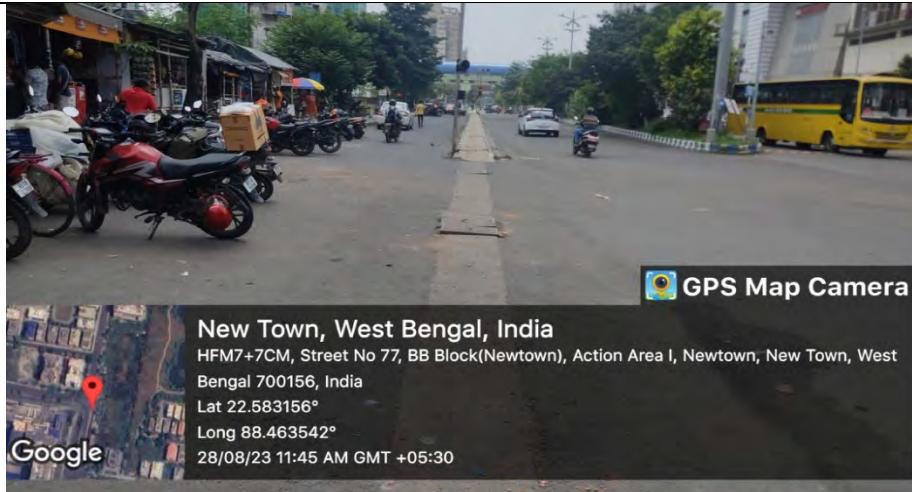 GPS Map Camera
New Town, West Bengal, India
HFM7+7CM, Street No 77, BB Block(Newtown), Action Area I, Newtown, New Town, West
Bengal 700156, India
Lat 22.583156°
Long 88.463542°
28/08/23 11:45 AM GMT +05:30
Google